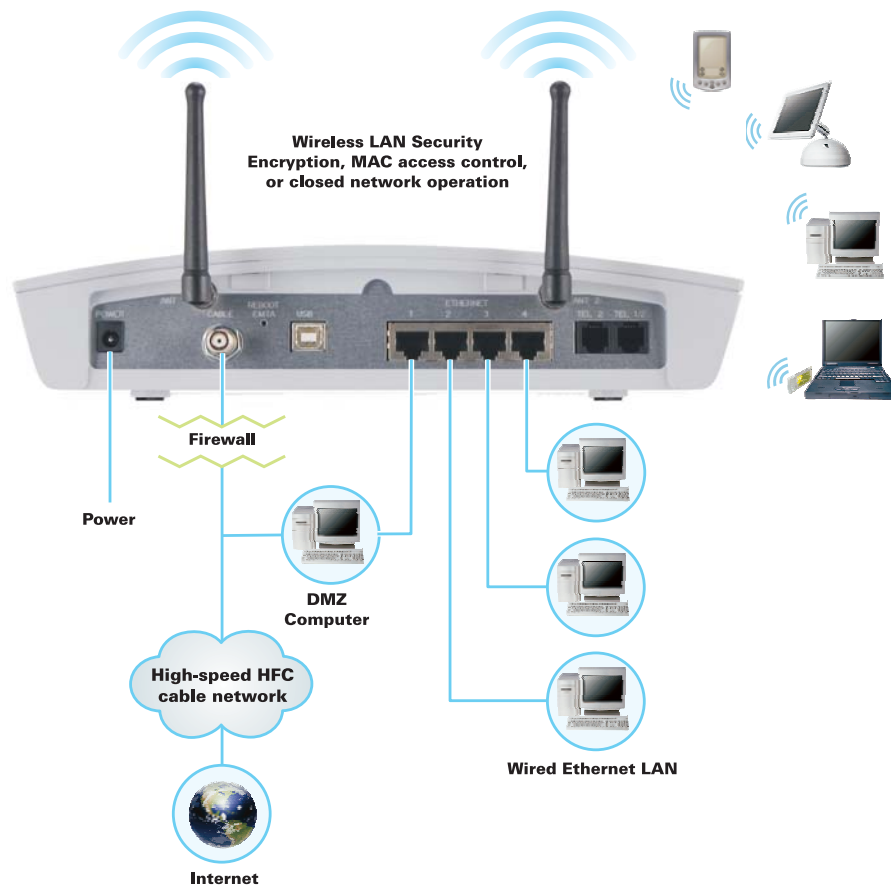 Wireless LAN Security
Encryption, MAC access control,
or closed network operation
POWER
ANT
CABLE
REBOOT
EMTA
USB
ETHERNET
1 2 3 4
ANT 2
TEL 2
TEL 1/2
Firewall
Power
DMZ
Computer
High-speed HFC
cable network
Wired Ethernet LAN
Internet